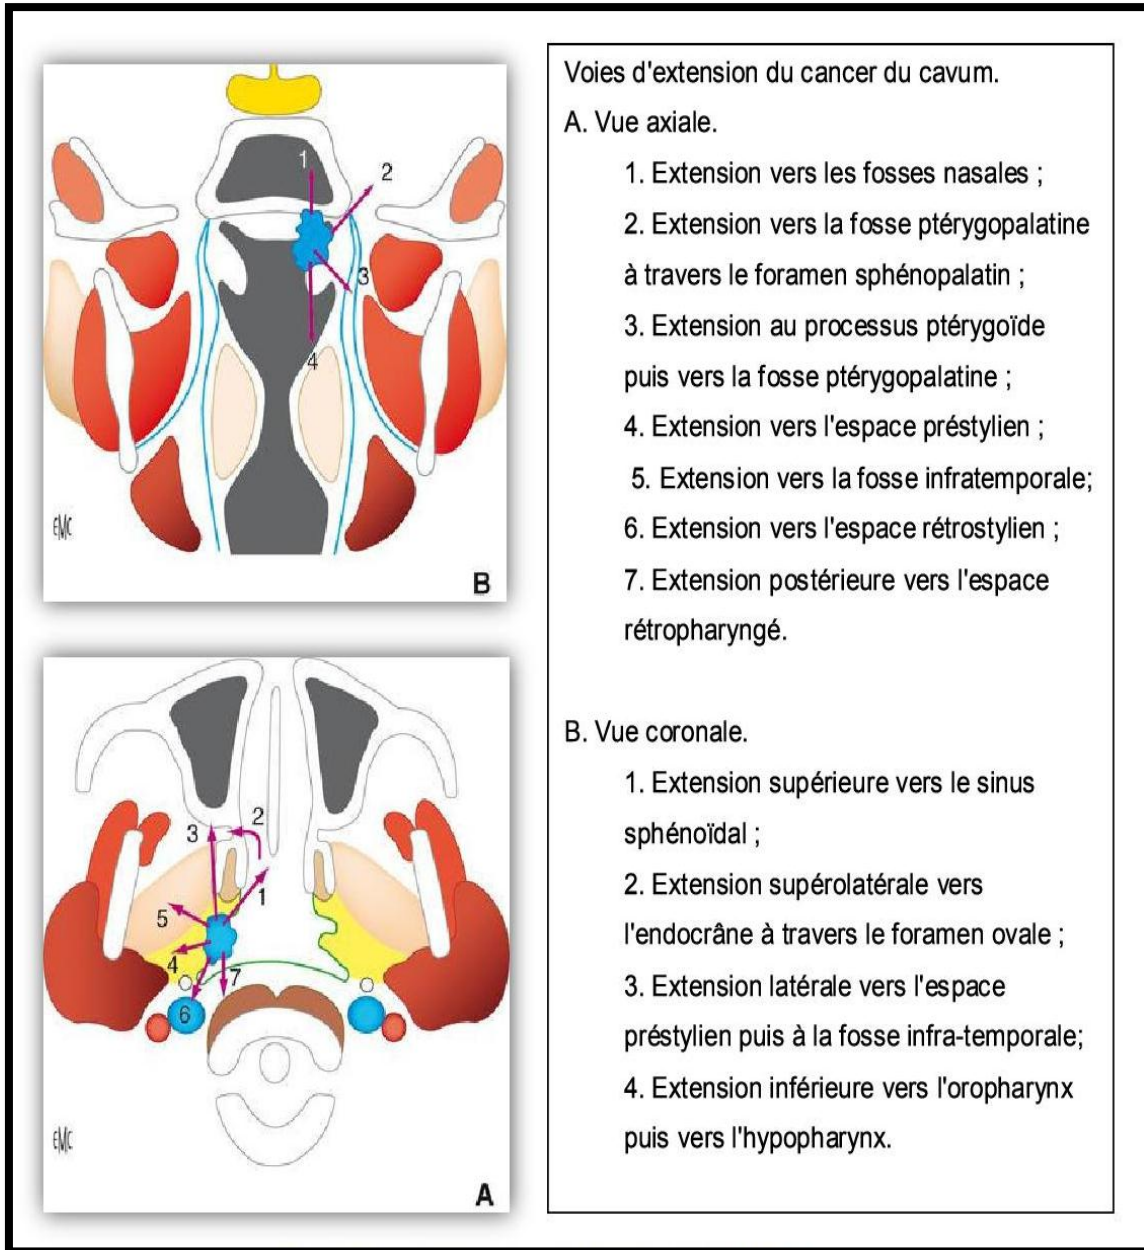 1
2
3
4
EMC
B
3
2
1
5
4
7
6
EMC
A
Voies d'extension du cancer du cavum.
A. Vue axiale.
1. Extension vers les fosses nasales ;
2. Extension vers la fosse ptérygopalatine
à travers le foramen sphénopalatin ;
3. Extension au processus ptérygoïde
puis vers la fosse ptérygopalatine ;
4. Extension vers l'espace préstylien ;
5. Extension vers la fosse infratemporale;
6. Extension vers l'espace rétrostylien ;
7. Extension postérieure vers l'espace
rétropharyngé.
B. Vue coronale.
1. Extension supérieure vers le sinus
sphénoïdal ;
2. Extension supérolatérale vers
l'endocrâne à travers le foramen ovale ;
3. Extension latérale vers l'espace
préstylien puis à la fosse infra-temporale;
4. Extension inférieure vers l'oropharynx
puis vers l'hypopharynx.